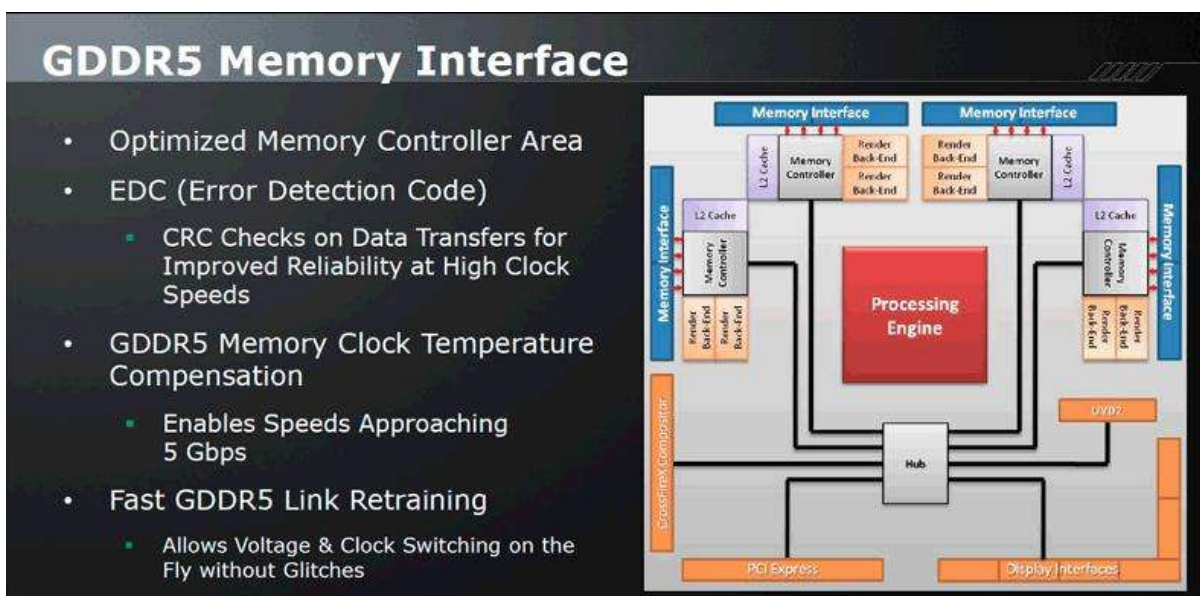 GDDR5 Memory Interface
• Optimized Memory Controller Area
• EDC (Error Detection Code)
▪ CRC Checks on Data Transfers for
Improved Reliability at High Clock
Speeds
• GDDR5 Memory Clock Temperature
Compensation
▪ Enables Speeds Approaching
5 Gbps
• Fast GDDR5 Link Retraining
▪ Allows Voltage & Clock Switching on the
Fly without Glitches
Memory Interface
Memory Interface
L2 Cache
Memory
Controller
Render
Back-End
Render
Back-End
Render
Back-End
Render
Back-End
Memory
Controller
L2 Cache
Memory Interface
L2 Cache
Memory
Controller
Render
Back-End
Render
Back-End
Processing
Engine
L2 Cache
Memory
Controller
Render
Back-End
Render
Back-End
Memory Interface
CrossFireX Compositor
UVD2
Hub
PCI Express
Display Interfaces